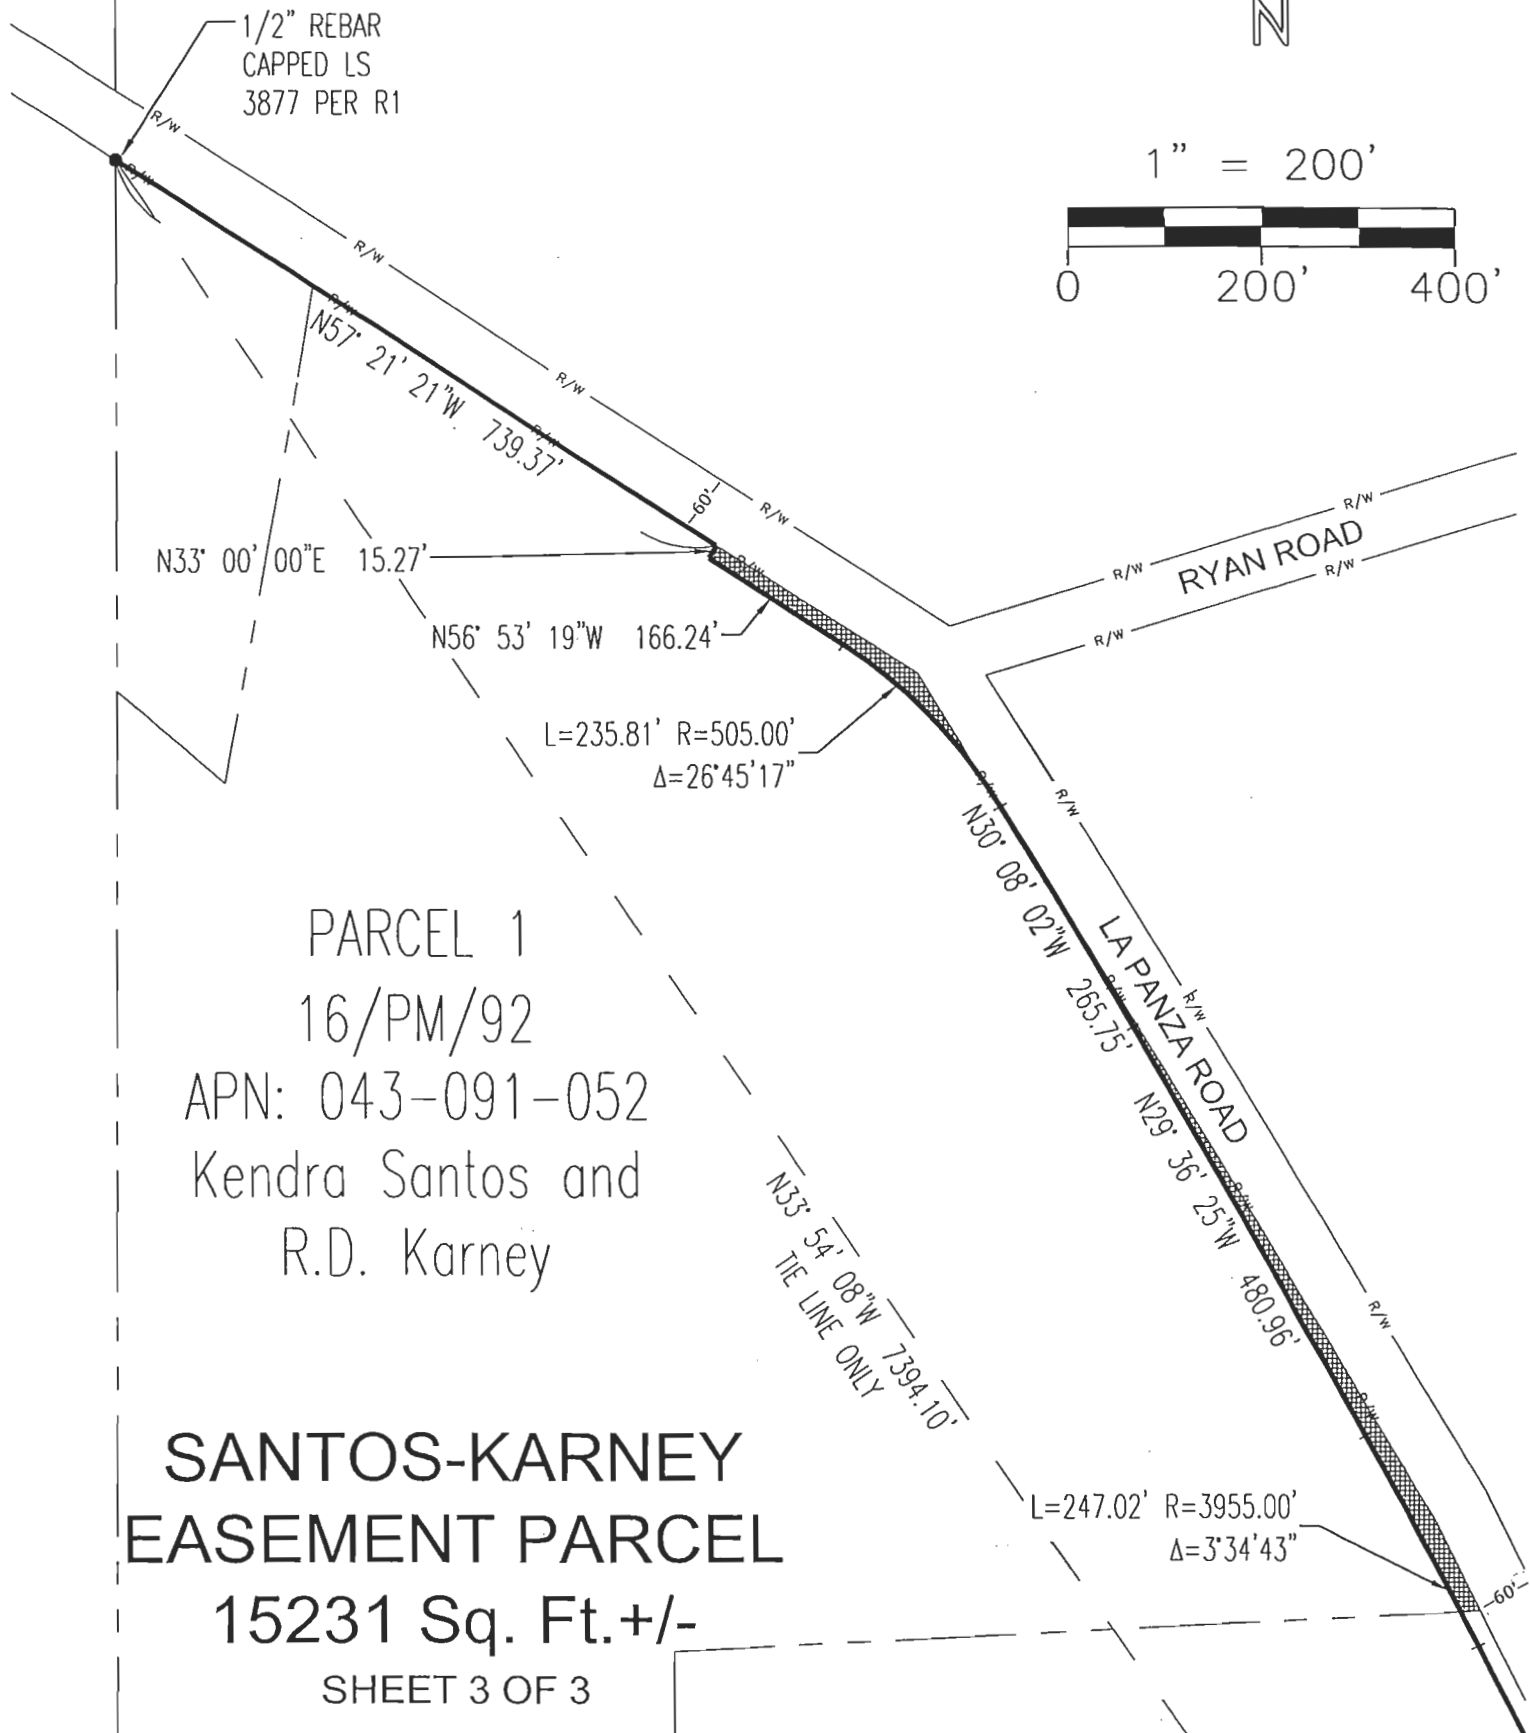 1/2" REBAR
CAPPED LS
3877 PER R1
N
1" = 200'
0 200' 400'
R/W
R/W
R/W
R/W
N57° 21' 21"W 739.37'
R/W
R/W
-60'-
R/W
R/W
R/W
RYAN ROAD
R/W
R/W
R/W
N33° 00' 00"E 15.27'
R/W
N56° 53' 19"W 166.24'
L=235.81' R=505.00'
Δ=26°45'17"
R/W
R/W
N30° 08' 02"W 265.75'
LA PANZA ROAD
R/W
R/W
PARCEL 1
16/PM/92
APN: 043-091-052
Kendra Santos and
R.D. Karney
N29° 36' 25"W 480.96'
R/W
R/W
R/W
N33° 54' 08"W 7394.10'
TIE LINE ONLY
L=247.02' R=3955.00'
Δ=3°34'43"
-60'-
SANTOS-KARNEY
EASEMENT PARCEL
15231 Sq. Ft.+/-
SHEET 3 OF 3